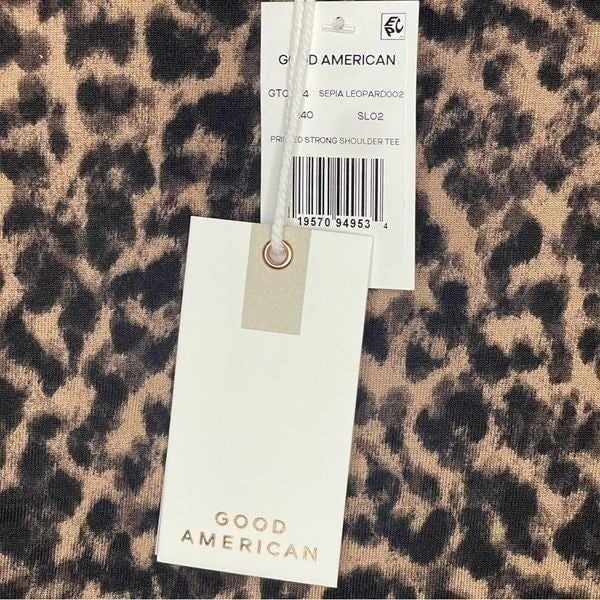 GOOD AMERICAN
SEPIA LEOPARD002
SL02
STRONG SHOULDER TEE
19570 94953 4
GOOD
AMERICAN